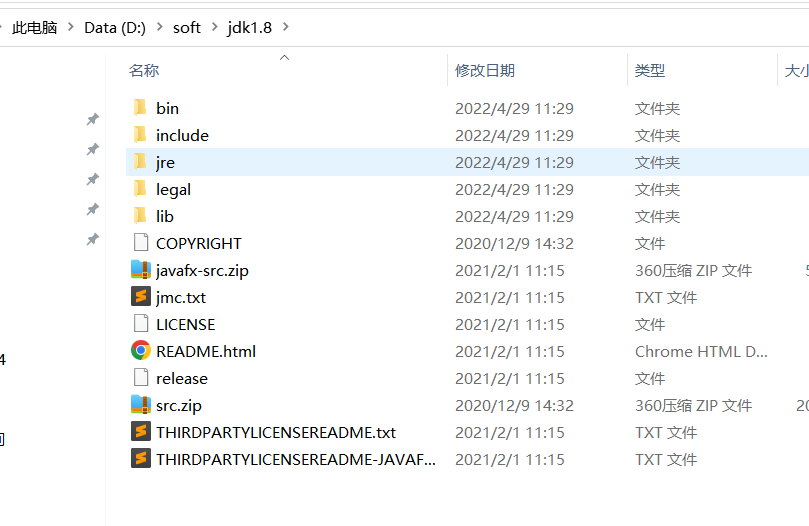 此电脑 > Data (D:) > soft > jdk1.8 >
名称 修改日期 类型 大小
bin 2022/4/29 11:29 文件夹
include 2022/4/29 11:29 文件夹
jre 2022/4/29 11:29 文件夹
legal 2022/4/29 11:29 文件夹
lib 2022/4/29 11:29 文件夹
COPYRIGHT 2020/12/9 14:32 文件
javafx-src.zip 2021/2/1 11:15 360压缩 ZIP 文件 5
jmc.txt 2021/2/1 11:15 TXT 文件
LICENSE 2021/2/1 11:15 文件
README.html 2021/2/1 11:15 Chrome HTML D...
4
release 2021/2/1 11:15 文件
src.zip 2020/12/9 14:32 360压缩 ZIP 文件 20
THIRDPARTYLICENSEREADME.txt 2021/2/1 11:15 TXT 文件
THIRDPARTYLICENSEREADME-JAVAF... 2021/2/1 11:15 TXT 文件